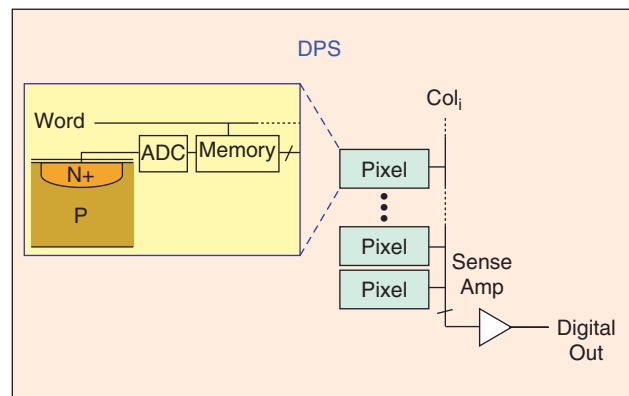 DPS
Word
ADC
Memory
N+
P
Col_i
Pixel
Pixel
Pixel
Sense
Amp
Digital
Out